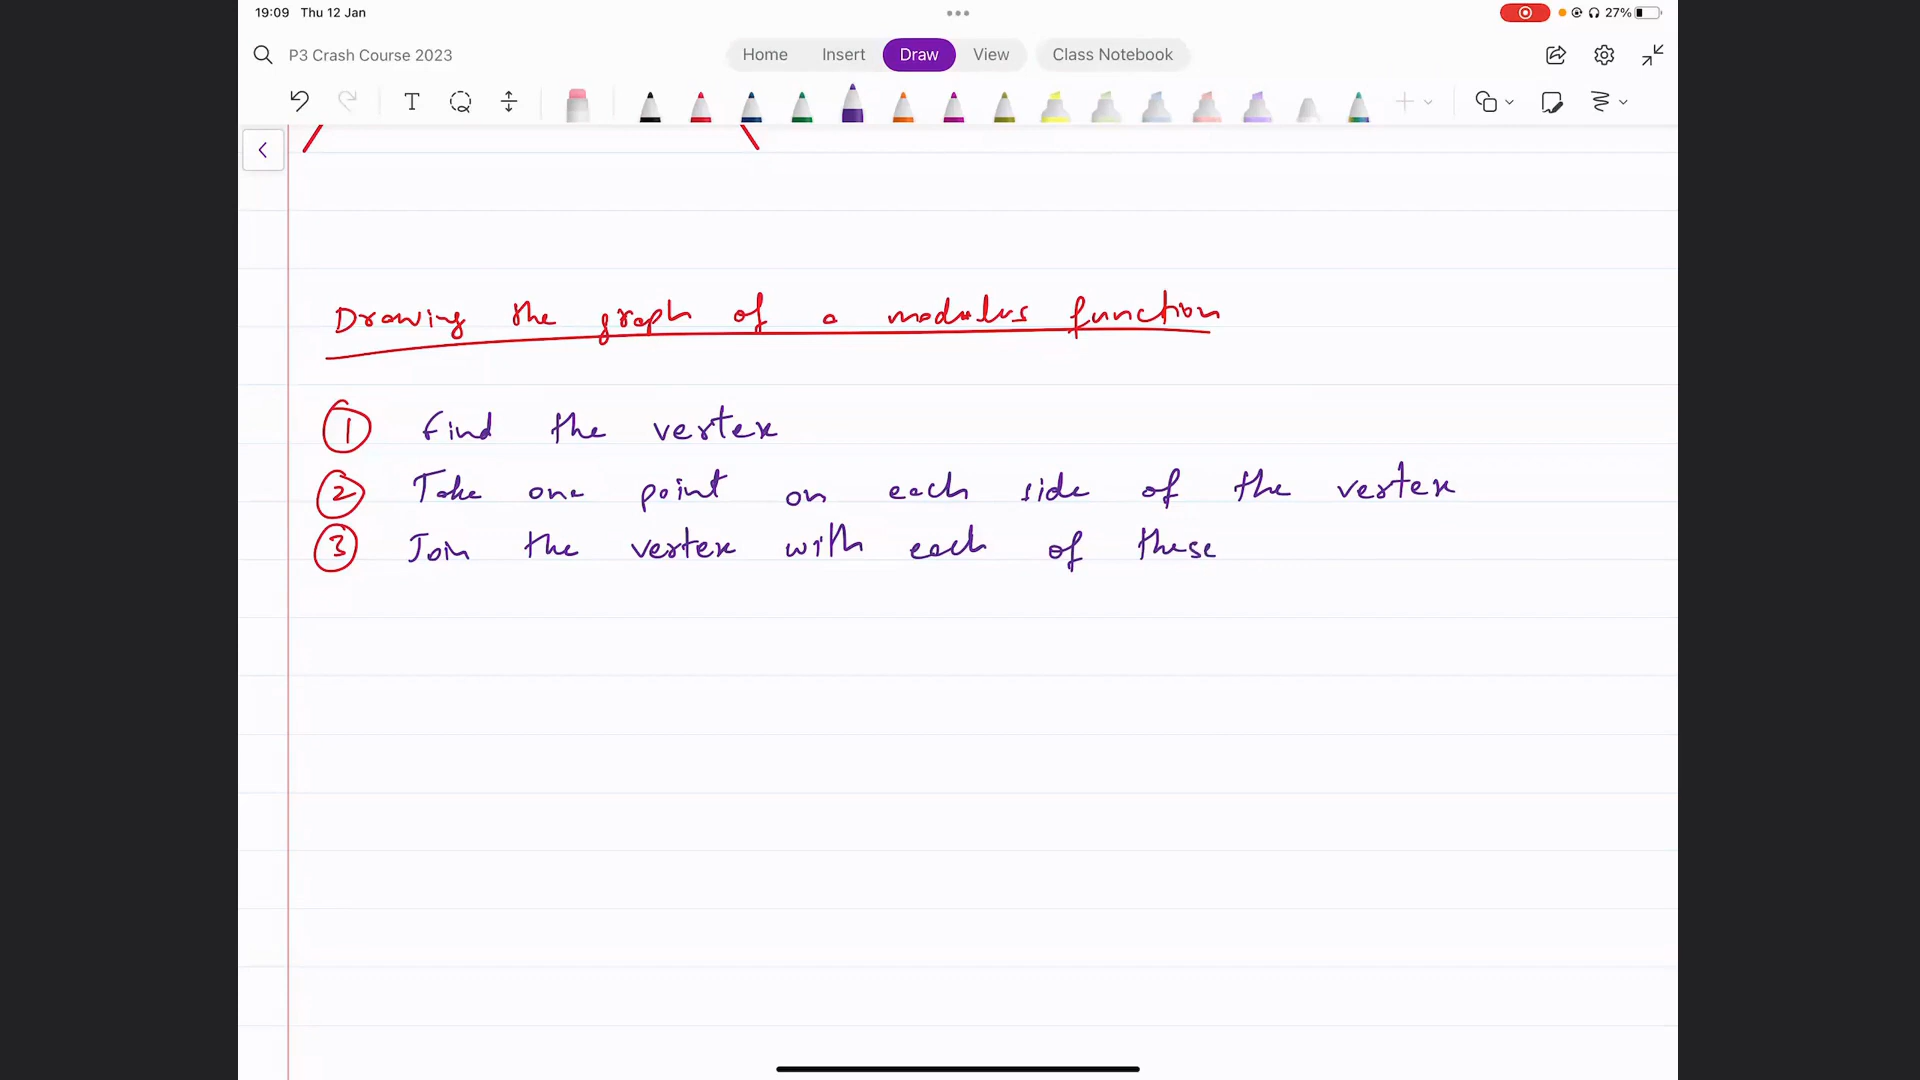 19:09 Thu 12 Jan
27%
P3 Crash Course 2023
Home Insert Draw View Class Notebook
Drawing the graph of a modulus function
1 Find the vertex
2 Take one point on each side of the vertex
3 Join the vertex with each of these